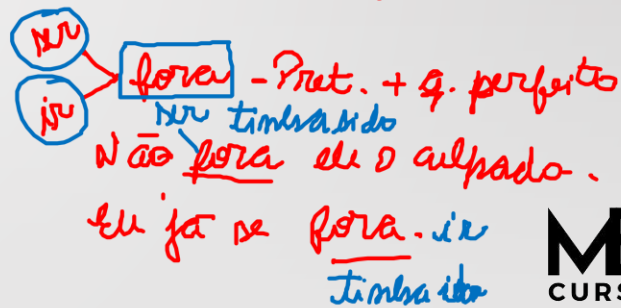 ser
ir
fora - Pret. + q. perfeito
ser tinha sido
Não fora ele o culpado.
Eu já se fora. ir
tinha ido
M
CURS